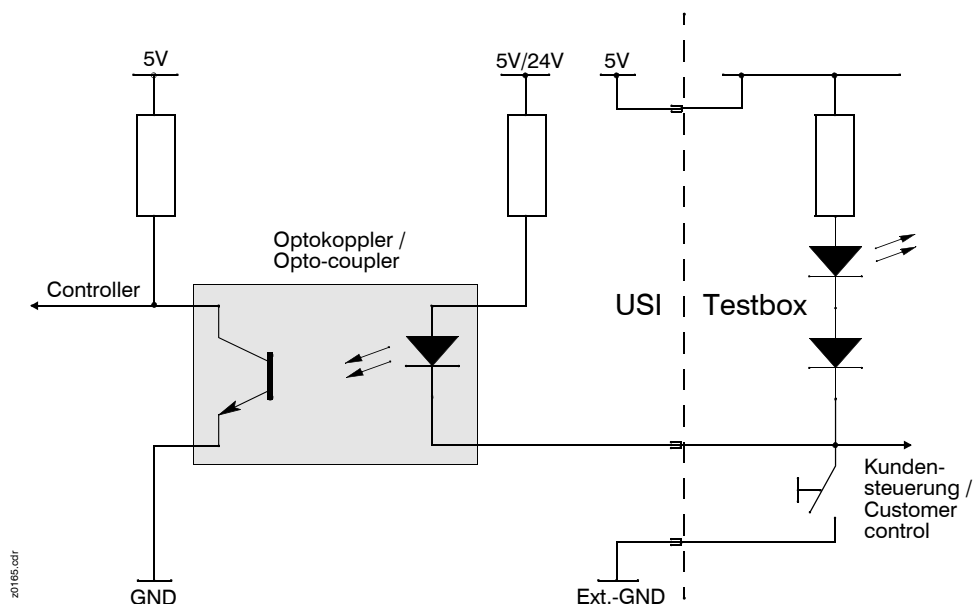 5V
5V/24V
5V
Optokoppler /
Opto-coupler
Controller
USI
Testbox
Kunden-
steuerung /
Customer
control
GND
Ext.-GND
z0165.cdr